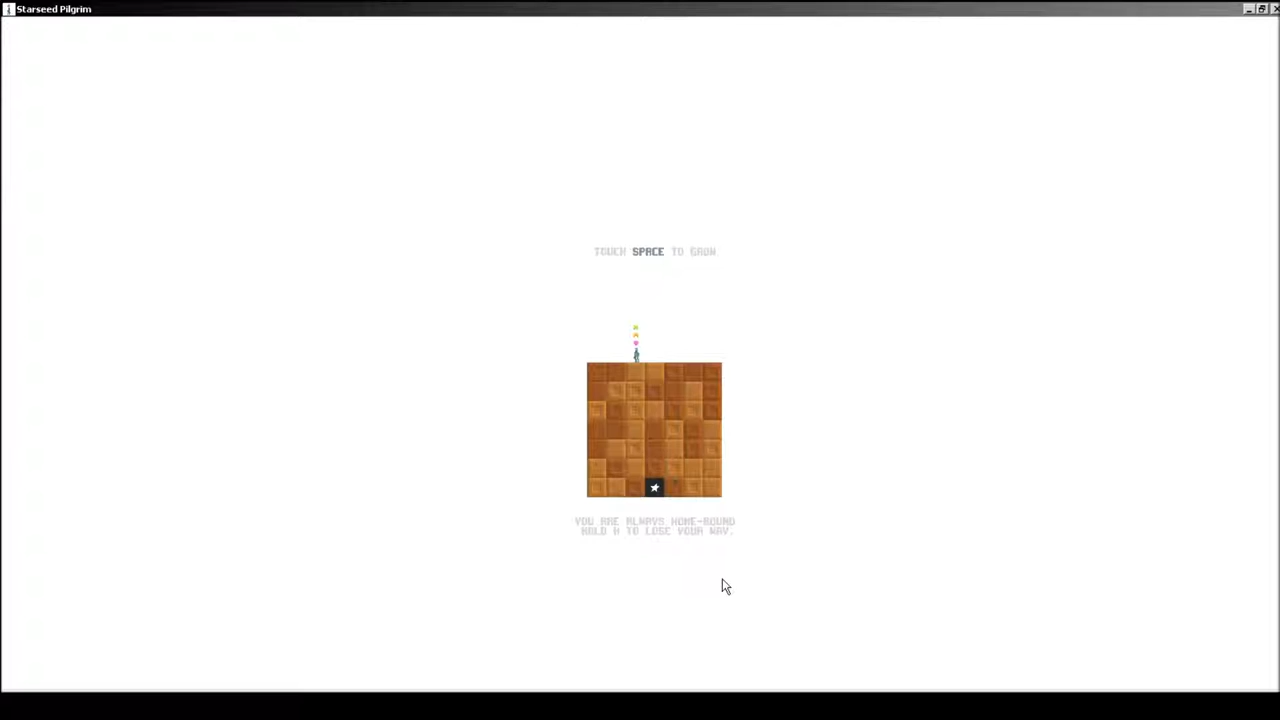 Starseed Pilgrim
TOUCH SPACE TO GROW
YOU ARE ALWAYS HOME-BOUND
HOLD H TO LOSE YOUR WAY.